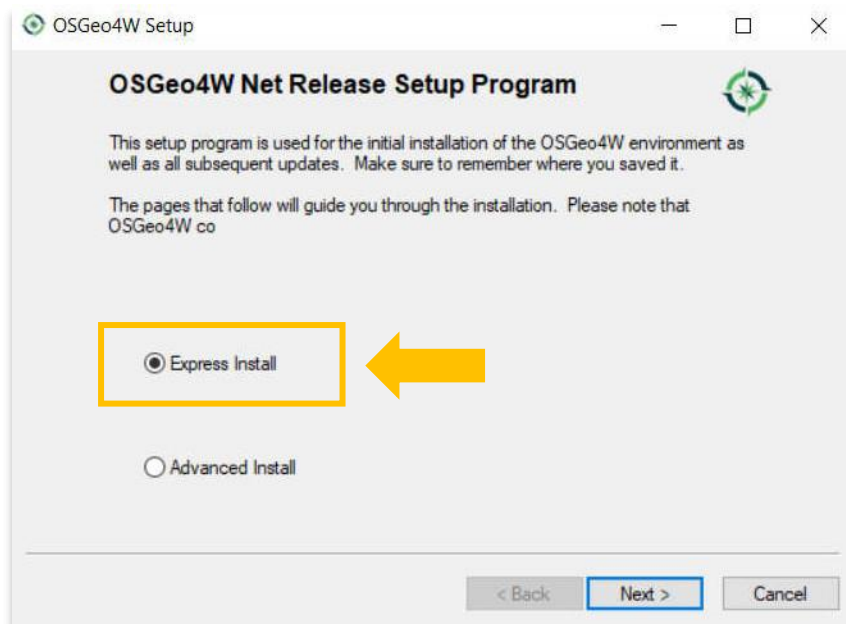 OSGeo4W Setup
OSGeo4W Net Release Setup Program
This setup program is used for the initial installation of the OSGeo4W environment as
well as all subsequent updates. Make sure to remember where you saved it.
The pages that follow will guide you through the installation. Please note that
OSGeo4W co
Express Install
Advanced Install
< Back Next > Cancel